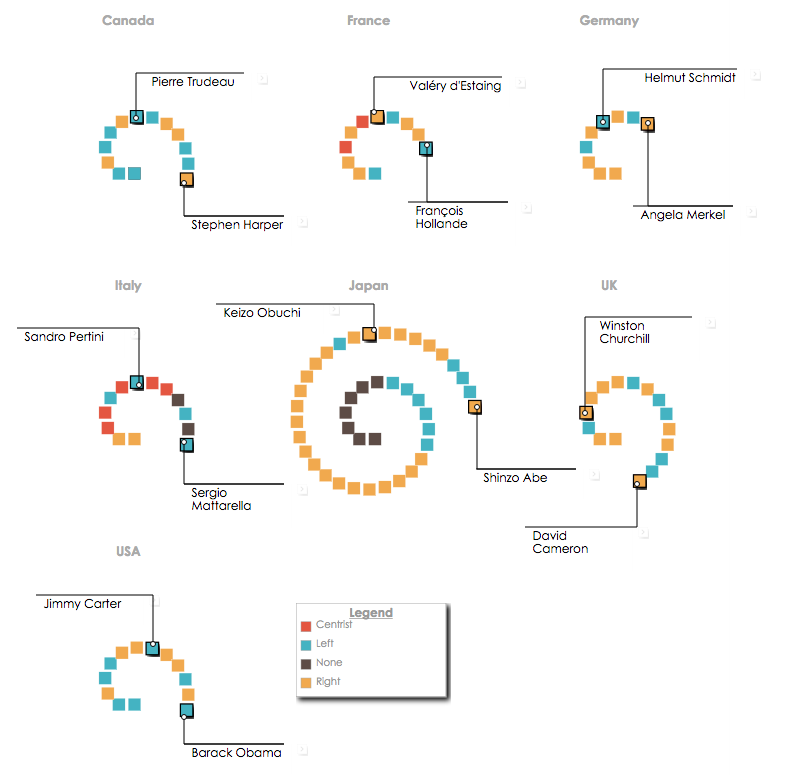 Canada
France
Germany
Pierre Trudeau
Valéry d'Estaing
Helmut Schmidt
Stephen Harper
François
Hollande
Angela Merkel
Italy
Japan
UK
Sandro Pertini
Keizo Obuchi
Winston
Churchill
Sergio
Mattarella
Shinzo Abe
David
Cameron
USA
Jimmy Carter
Barack Obama
Legend
Centrist
Left
None
Right